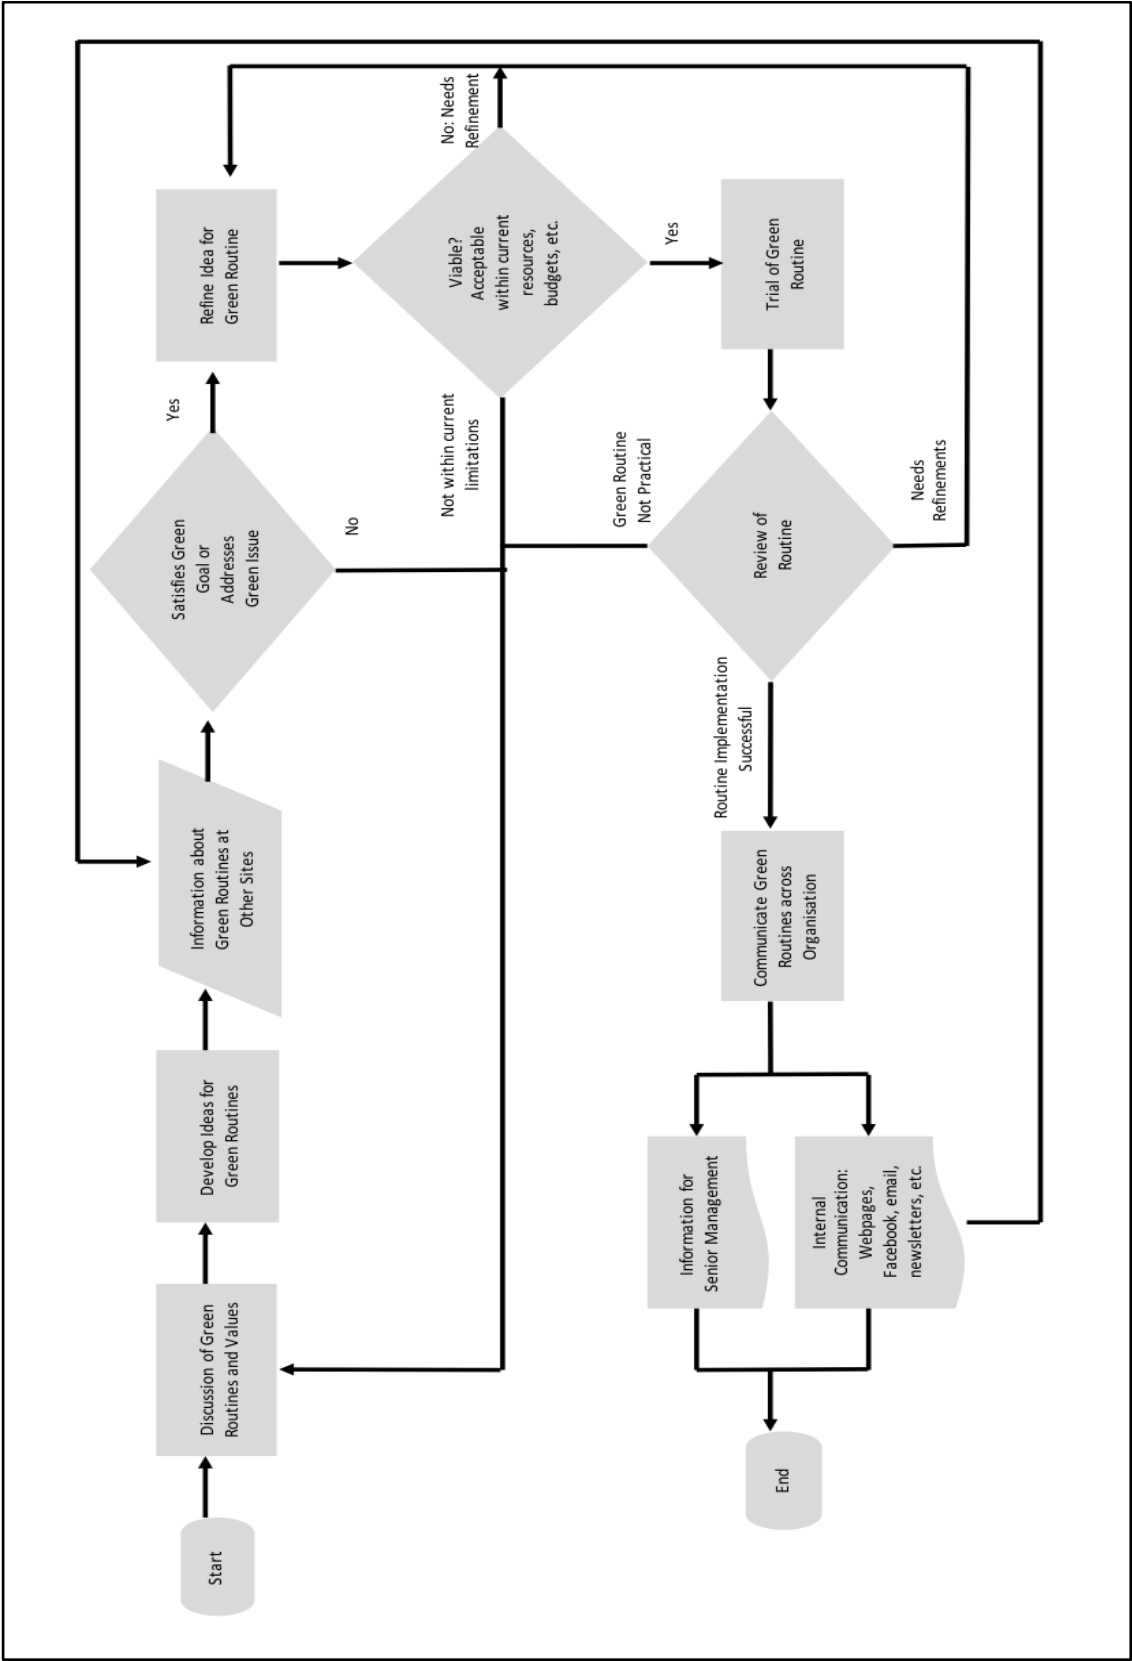 Start
Discussion of Green
Routines and Values
Develop Ideas for
Green Routines
Information about
Green Routines at
Other Sites
Satisfies Green
Goal or
Addresses
Green Issue
Yes
No
Refine Idea for
Green Routine
Viable?
Acceptable
within current
resources,
budgets, etc.
No: Needs
Refinement
Not within current
limitations
Yes
Trial of Green
Routine
Review of
Routine
Green Routine
Not Practical
Needs
Refinements
Routine Implementation
Successful
Communicate Green
Routines across
Organisation
Information for
Senior Management
Internal
Communication:
Webpages,
Facebook, email,
newsletters, etc.
End